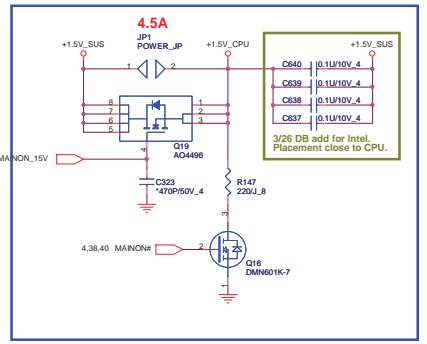 4.5A
+1.5V_SUS
JP1
POWER_JP
+1.5V_CPU
+1.5V_SUS
1
2
C640
0.1U/10V_4
C639
0.1U/10V_4
C638
0.1U/10V_4
C637
0.1U/10V_4
3/26 DB add for Intel.
Placement close to CPU.
8
7
6
5
1
2
3
4
Q19
AO4496
MAINON_15V
C323
*470P/50V_4
R147
220/J_8
3
4,38,40 MAINON#
2
Q16
DMN601K-7
1